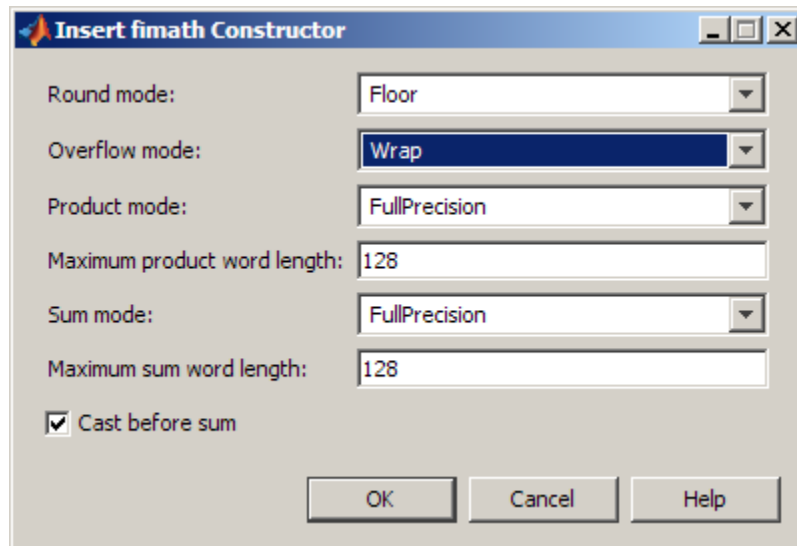 Insert fimath Constructor
Round mode: Floor
Overflow mode: Wrap
Product mode: FullPrecision
Maximum product word length: 128
Sum mode: FullPrecision
Maximum sum word length: 128
Cast before sum
OK Cancel Help